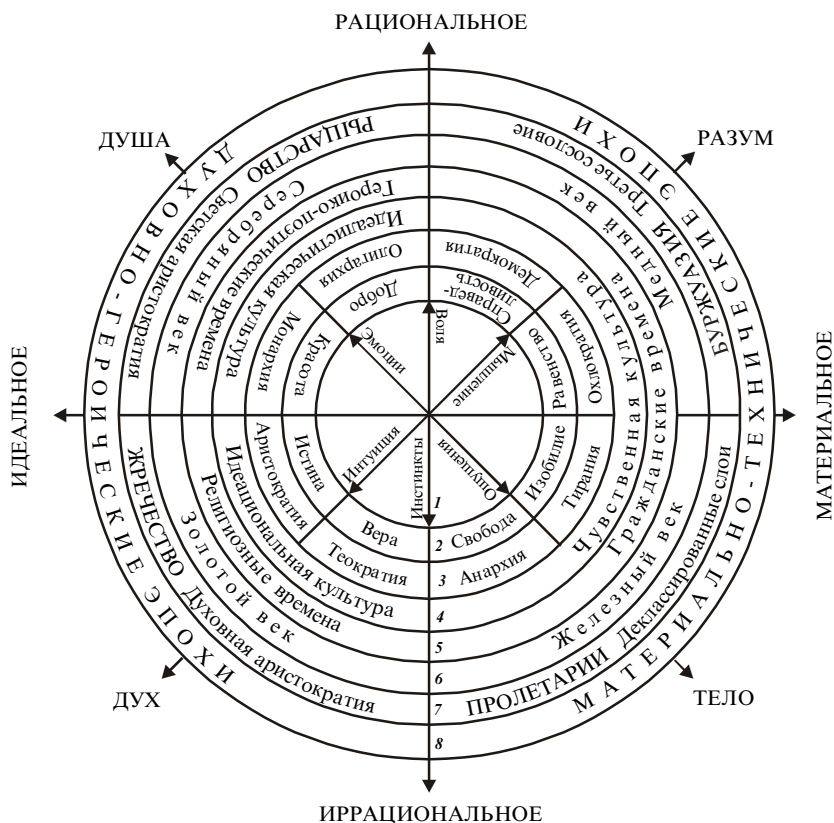 РАЦИОНАЛЬНОЕ
ДУША
РАЗУМ
ИДЕАЛЬНОЕ
МАТЕРИАЛЬНОЕ
ДУХ
ТЕЛО
ИРРАЦИОНАЛЬНОЕ
ДУХОВНО-ГЕРОИЧЕСКИЕ ЭПОХИ
МАТЕРИАЛЬНО-ТЕХНИЧЕСКИЕ ЭПОХИ
РЫЦАРСТВО Светская аристократия
БУРЖУАЗИЯ Третье сословие
ЖРЕЧЕСТВО Духовная аристократия
ПРОЛЕТАРИИ Деклассированные слои
Серебряный век
Медный век
Золотой век
Железный век
Героико-поэтические времена
Гражданские времена
Религиозные времена
Идеалистическая культура
Чувственная культура
Идеациональная культура
Олигархия
Демократия
Монархия
Охлократия
Аристократия
Тирания
Теократия
Анархия
Добро
Справед-
ливость
Красота
Равенство
Истина
Изобилие
Вера
Свобода
Эмоции
Воля
Мышление
Интуиция
Инстинкты
Ощущения
1
2
3
4
5
6
7
8